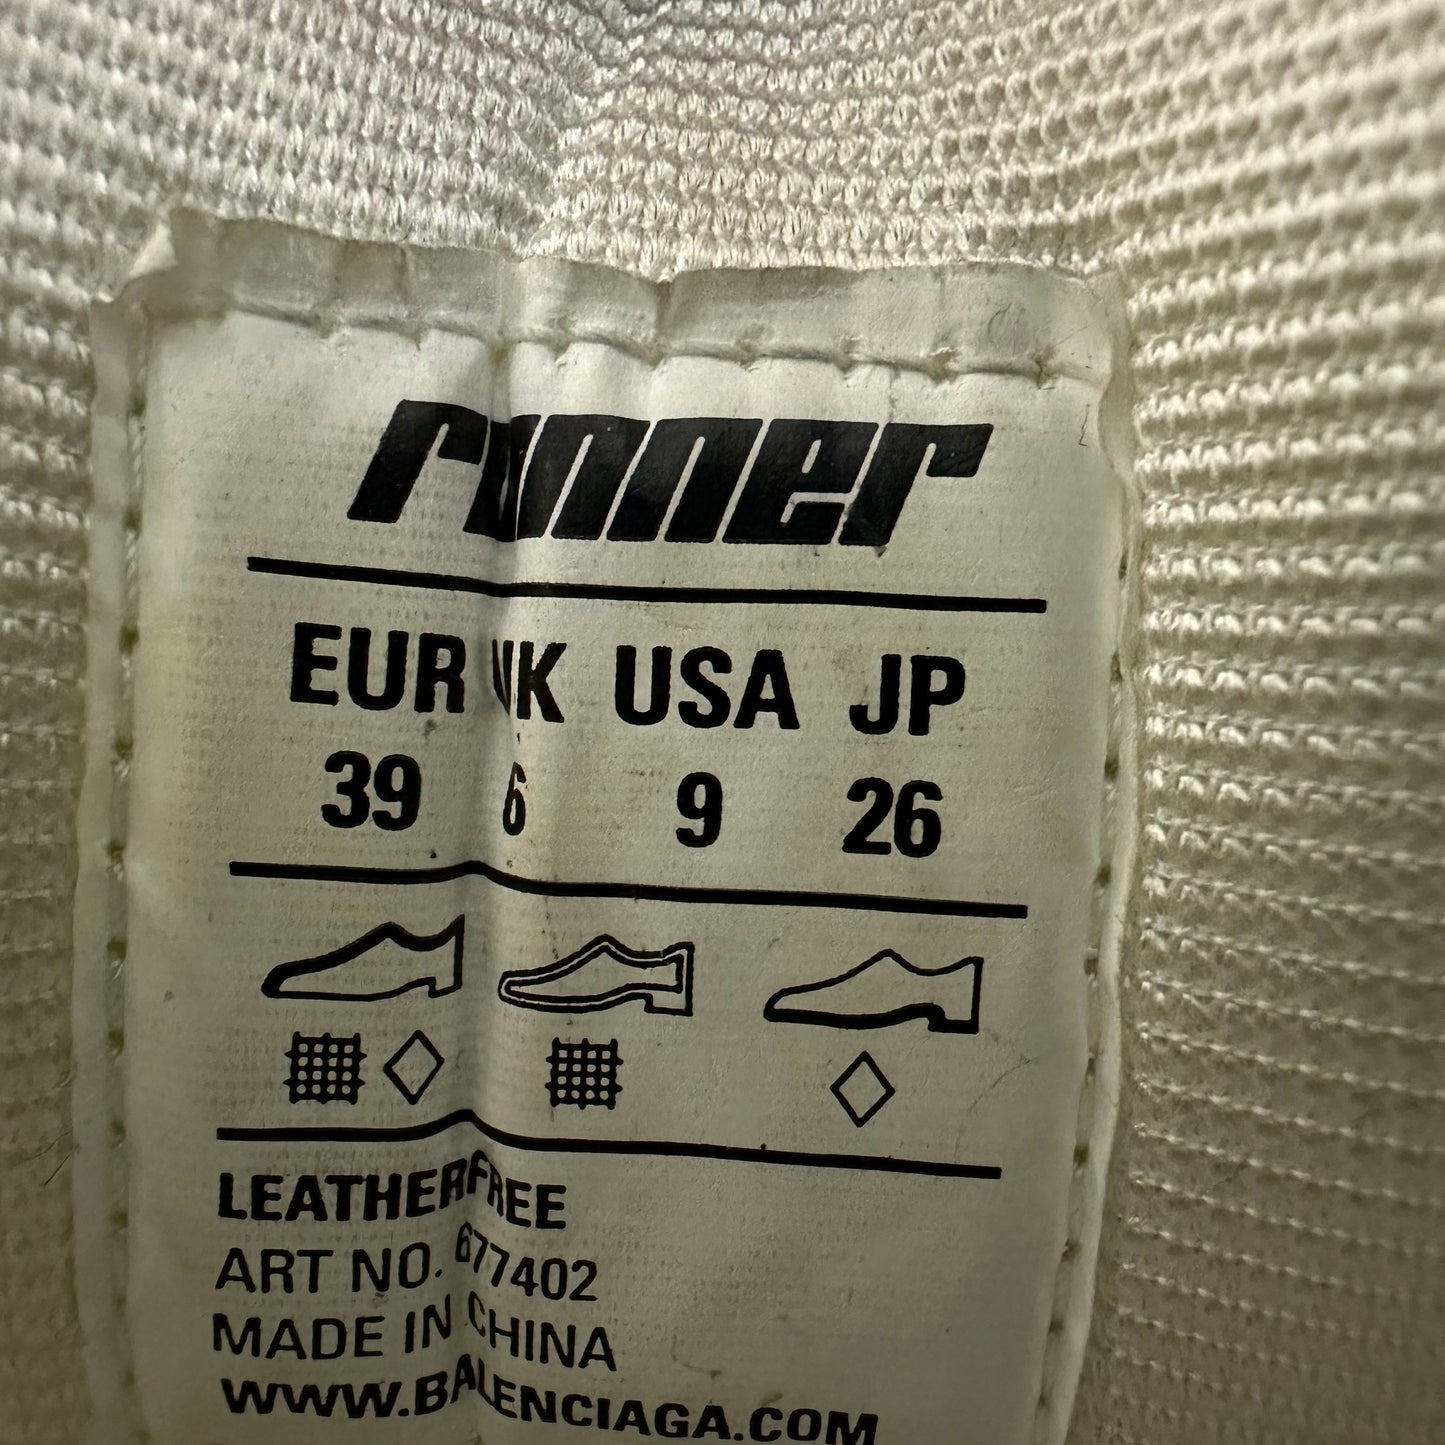 runner
EUR UK USA JP
39 6 9 26
LEATHERFREE
ART NO. 677402
MADE IN CHINA
WWW.BALENCIAGA.COM